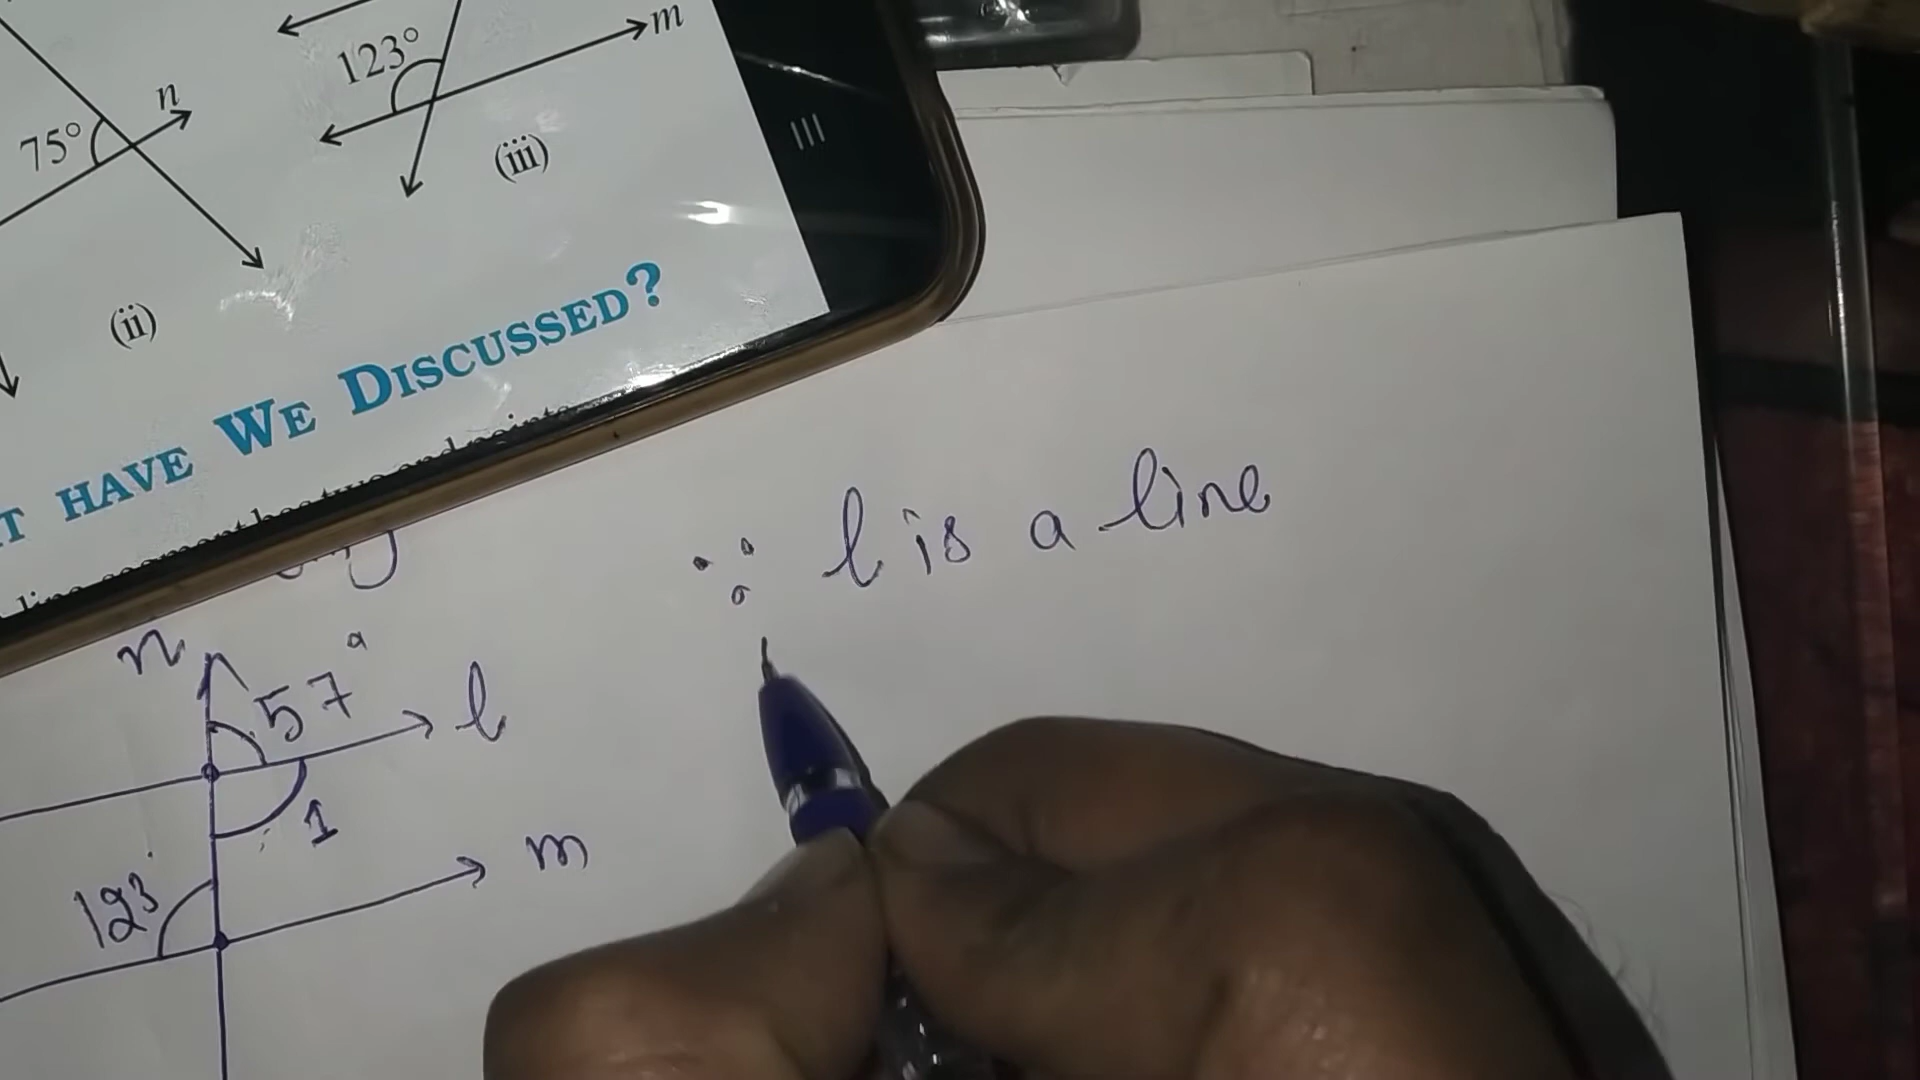 123° m
n
75°
(iii)
(ii)
T HAVE WE DISCUSSED?
∵ l is a line
n
57°
l
1
m
123°